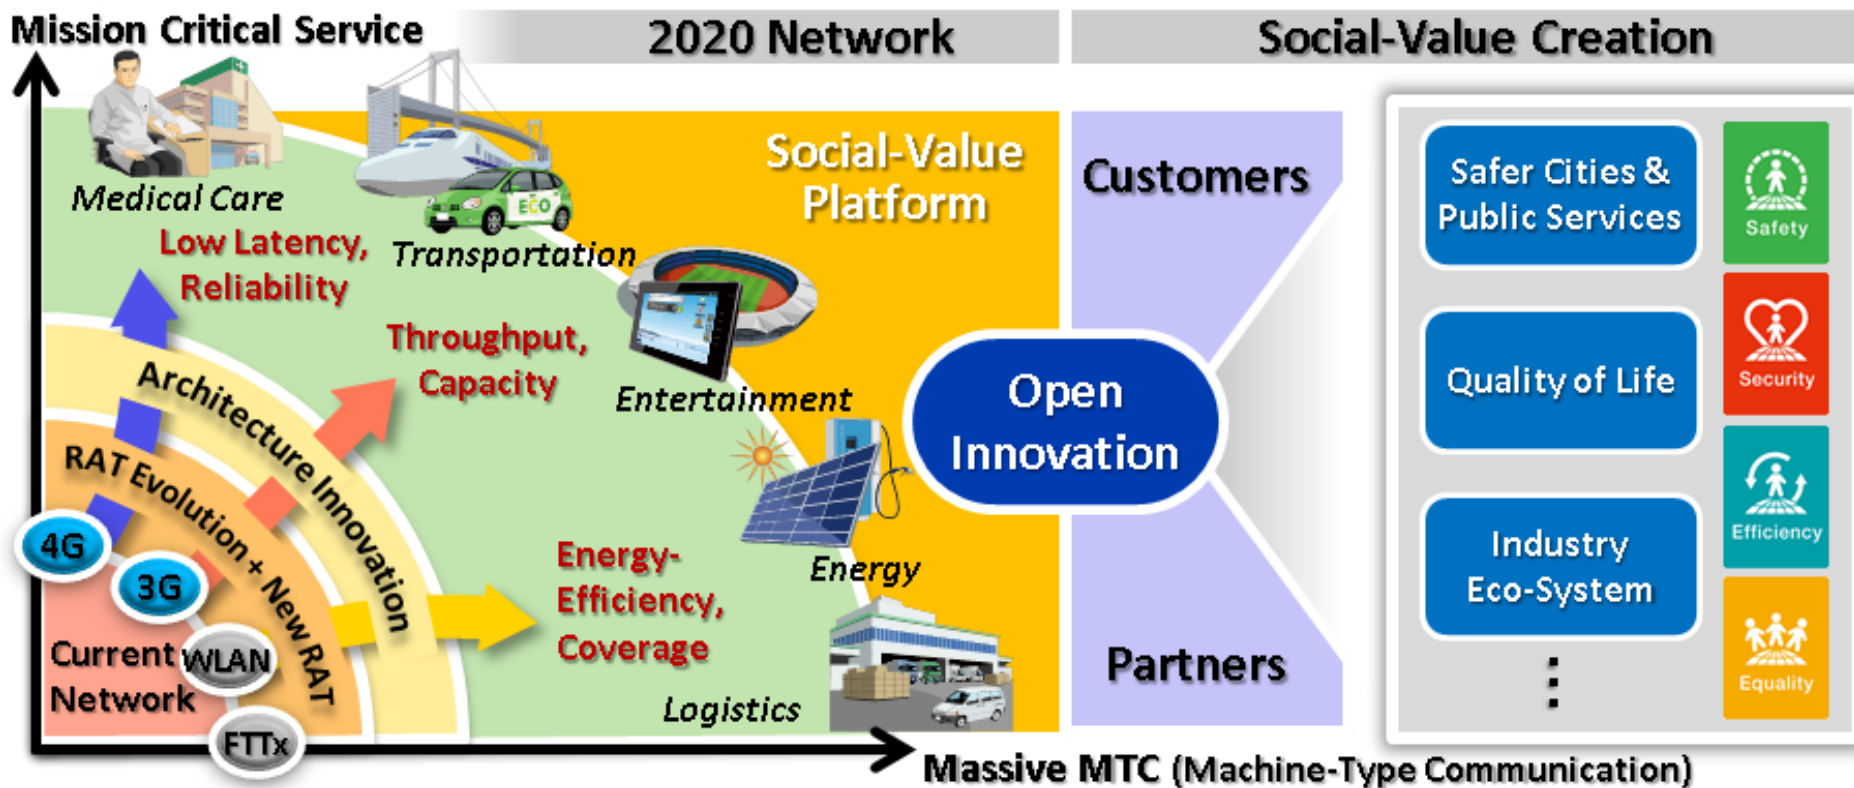 Mission Critical Service
2020 Network
Social-Value Creation
Medical Care
Low Latency,
Reliability
Transportation
Social-Value
Platform
Throughput,
Capacity
Entertainment
Architecture Innovation
RAT Evolution + New RAT
4G
3G
WLAN
FTTx
Current
Network
Energy-
Efficiency,
Coverage
Energy
Logistics
ECO
Massive MTC (Machine-Type Communication)
Open
Innovation
Customers
Partners
Safer Cities &
Public Services
Quality of Life
Industry
Eco-System
⋮
Safety
Security
Efficiency
Equality